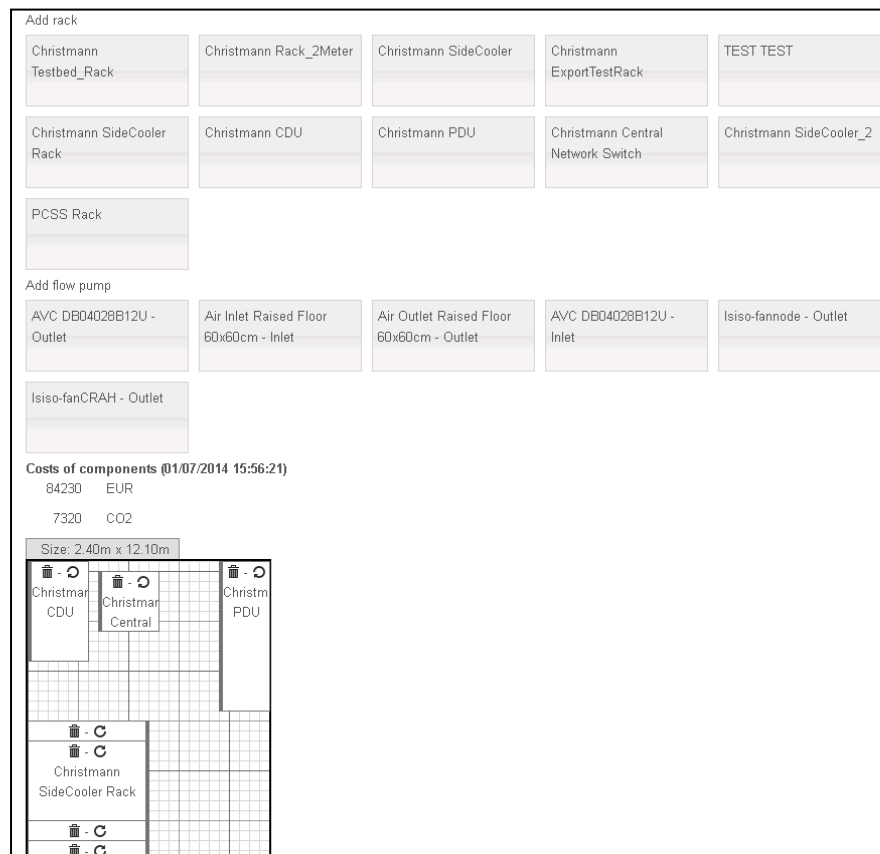 Add rack
Christmann Testbed_Rack
Christmann Rack_2Meter
Christmann SideCooler
Christmann ExportTestRack
TEST TEST
Christmann SideCooler Rack
Christmann CDU
Christmann PDU
Christmann Central Network Switch
Christmann SideCooler_2
PCSS Rack
Add flow pump
AVC DB04028B12U - Outlet
Air Inlet Raised Floor 60x60cm - Inlet
Air Outlet Raised Floor 60x60cm - Outlet
AVC DB04028B12U - Inlet
Isiso-fannode - Outlet
Isiso-fanCRAH - Outlet
Costs of components (01/07/2014 15:56:21)
84230 EUR
7320 CO2
Size: 2.40m x 12.10m
Christmar
CDU
Christmar
Central
Christm
PDU
Christmann
SideCooler Rack